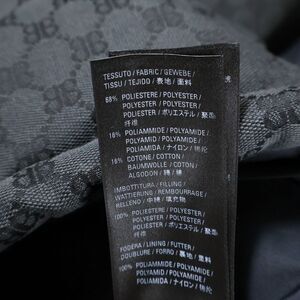 TESSUTO / FABRIC / GEWEBE /
TISSU / TEJIDO / 表地 / 面料
68% POLIESTERE / POLYESTER /
POLYESTER / POLYESTER /
POLIESTER / ポリエステル / 聚酯
纤维
16% POLIAMMIDE / POLYAMIDE /
POLYAMID / POLYAMIDE /
POLIAMIDA / ナイロン / 锦纶
16% COTONE / COTTON /
BAUMWOLLE / COTON /
ALGODON / 綿 / 棉
IMBOTTITURA / FILLING /
WATTIERUNG / REMBOURRAGE /
RELLENO / 中綿 / 填充物
100% POLIESTERE / POLYESTER /
POLYESTER / POLYESTER /
POLIESTER / ポリエステル / 聚酯
纤维
FODERA / LINING / FUTTER /
DOUBLURE / FORRO / 裏地 / 里料
100% POLIAMMIDE / POLYAMIDE /
POLYAMID / POLYAMIDE /
POLIAMIDA / ナイロン / 锦纶